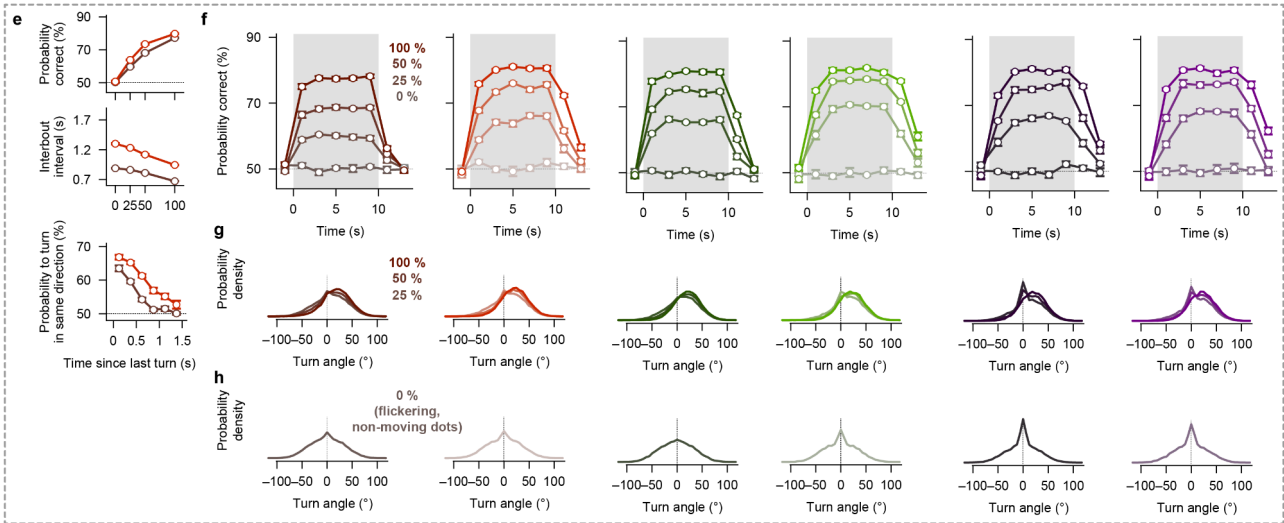 e
Probability
correct (%)
90
70
50
Interbout
interval (s)
1.7
1.2
0.7
0 25 50 100
Probability to turn
in same direction (%)
70
60
50
0 0.5 1 1.5
Time since last turn (s)
f
Probability correct (%)
90
70
50
100 %
50 %
25 %
0 %
0 5 10
0 5 10
0 5 10
0 5 10
0 5 10
0 5 10
Time (s)
Time (s)
Time (s)
Time (s)
Time (s)
Time (s)
g
Probability
density
100 %
50 %
25 %
–100 –50 0 50 100
–100 –50 0 50 100
–100 –50 0 50 100
–100 –50 0 50 100
–100 –50 0 50 100
–100 –50 0 50 100
Turn angle (°)
Turn angle (°)
Turn angle (°)
Turn angle (°)
Turn angle (°)
Turn angle (°)
h
Probability
density
0 %
(flickering,
non-moving dots)
–100 –50 0 50 100
–100 –50 0 50 100
–100 –50 0 50 100
–100 –50 0 50 100
–100 –50 0 50 100
–100 –50 0 50 100
Turn angle (°)
Turn angle (°)
Turn angle (°)
Turn angle (°)
Turn angle (°)
Turn angle (°)